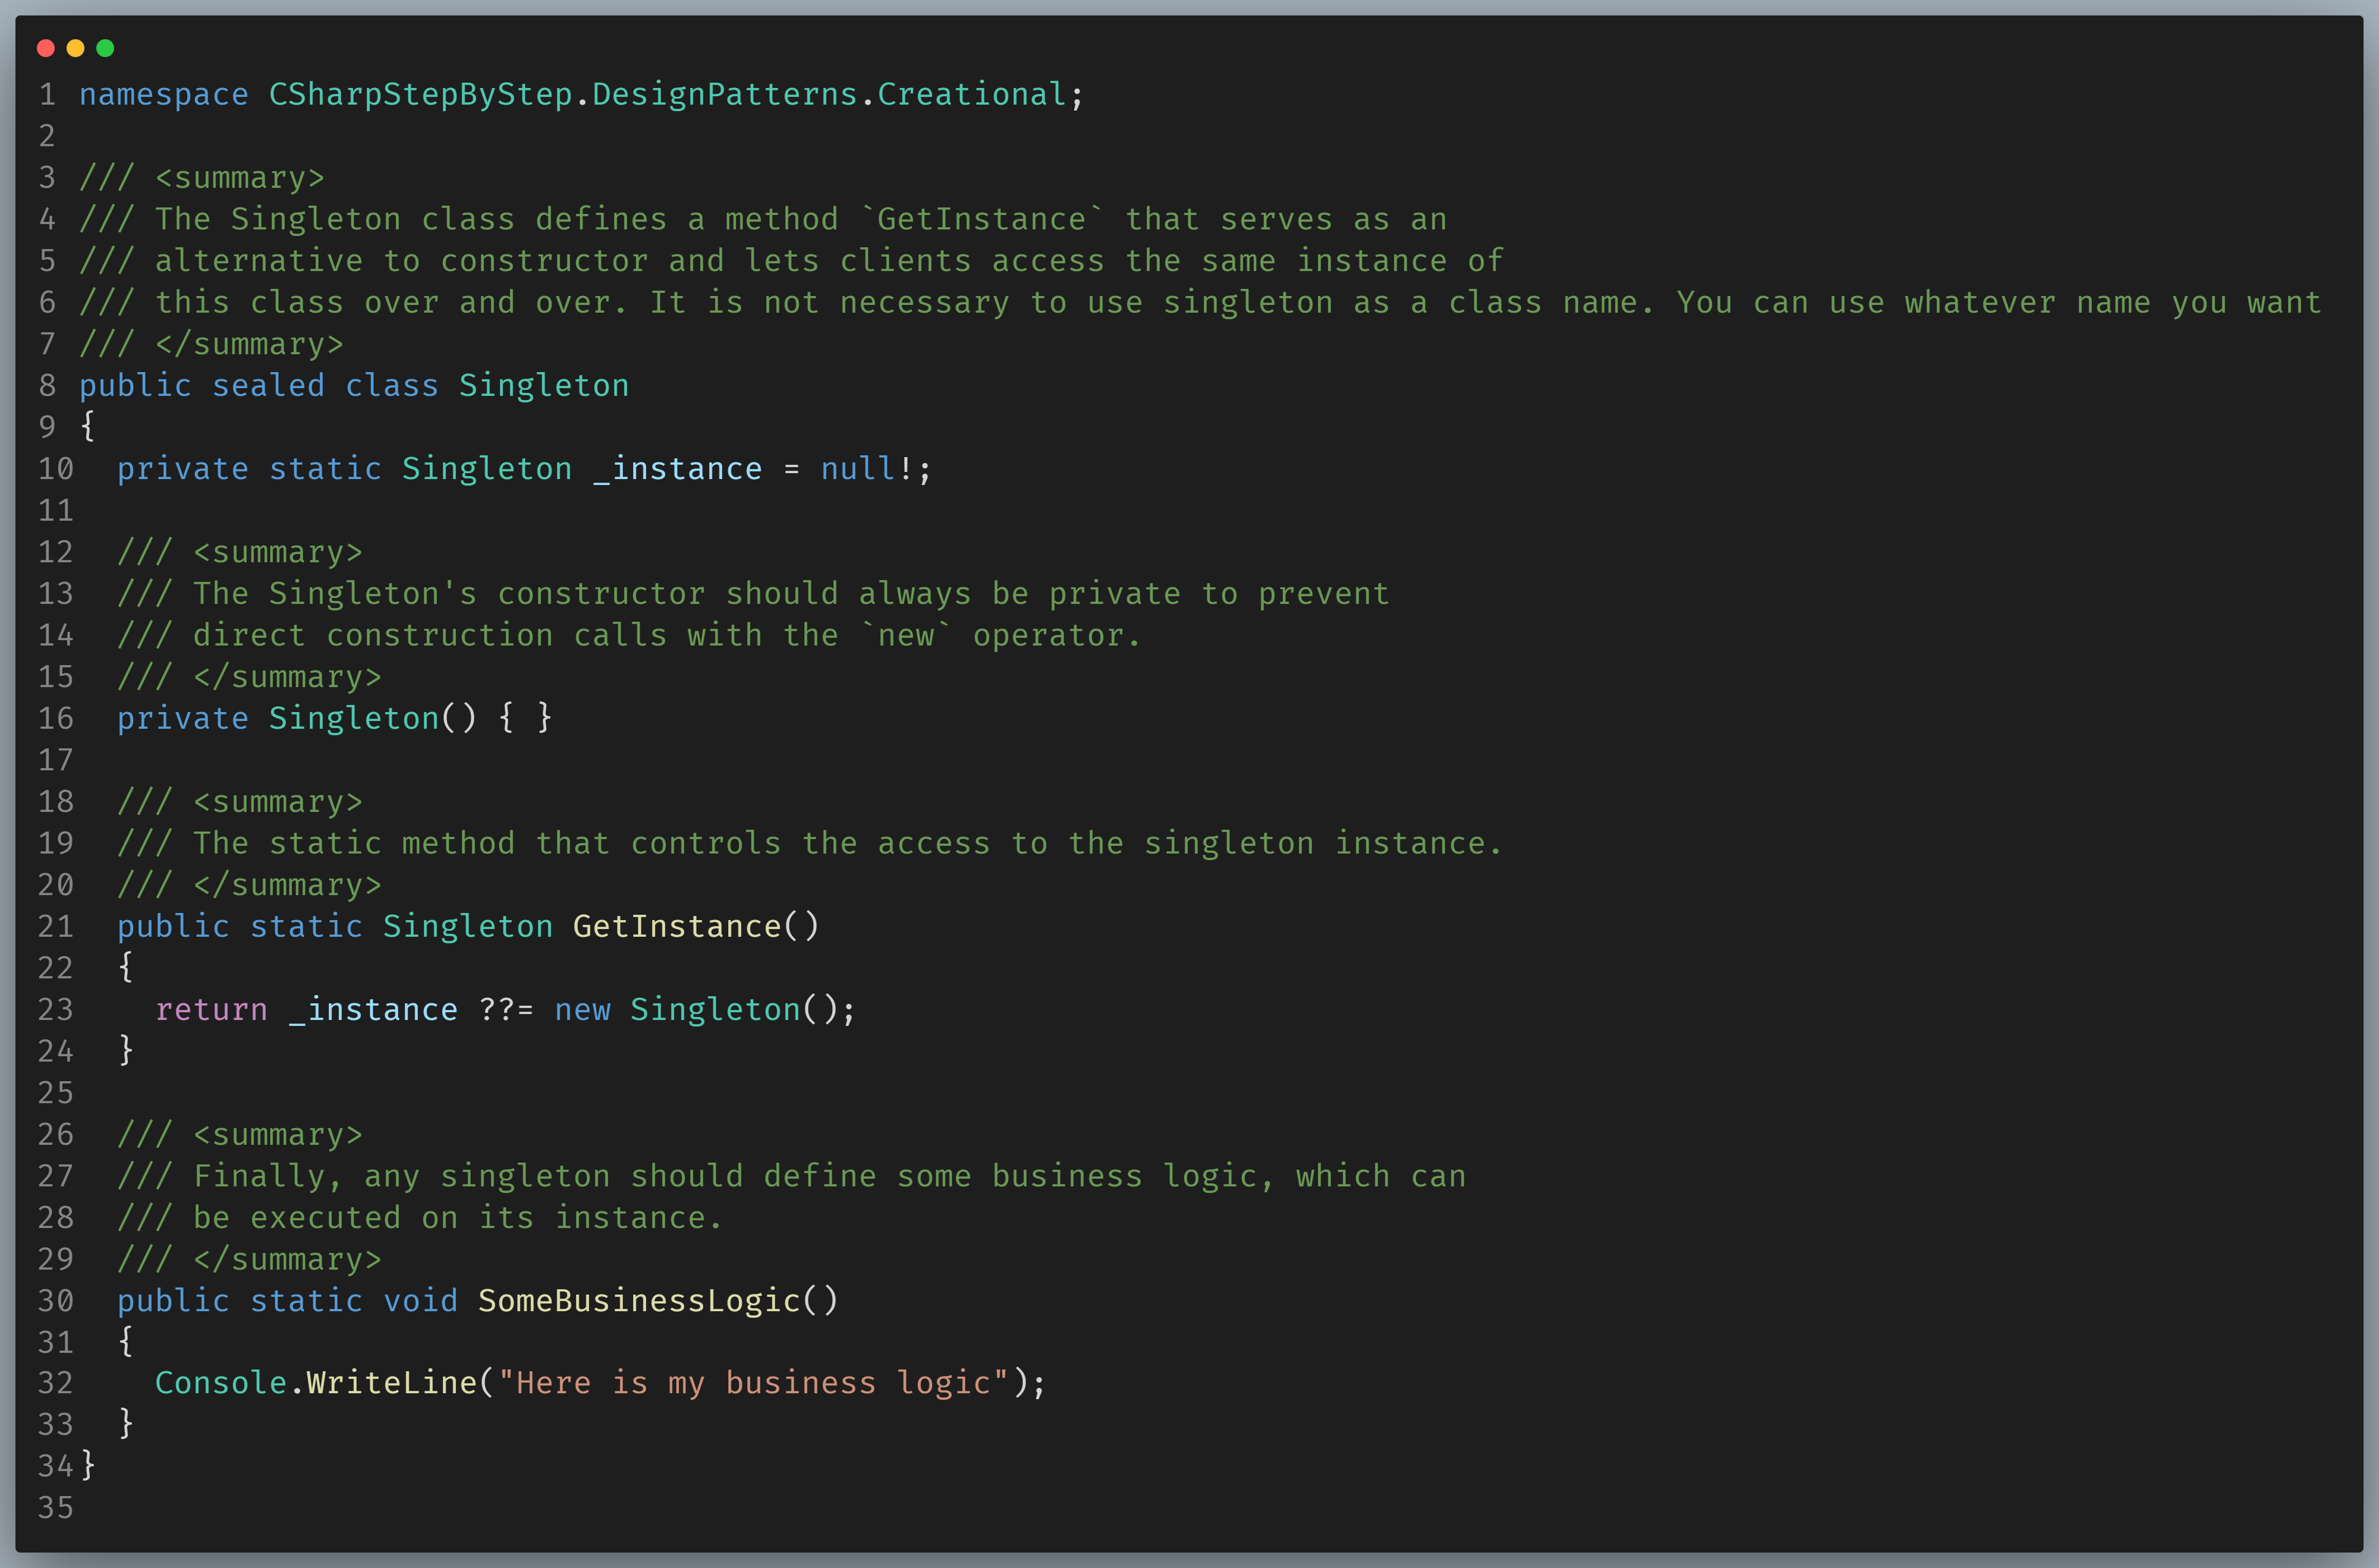 1 namespace CSharpStepByStep.DesignPatterns.Creational;
2
3 /// <summary>
4 /// The Singleton class defines a method `GetInstance` that serves as an
5 /// alternative to constructor and lets clients access the same instance of
6 /// this class over and over. It is not necessary to use singleton as a class name. You can use whatever name you want
7 /// </summary>
8 public sealed class Singleton
9 {
10   private static Singleton _instance = null!;
11
12   /// <summary>
13   /// The Singleton's constructor should always be private to prevent
14   /// direct construction calls with the `new` operator.
15   /// </summary>
16   private Singleton() { }
17
18   /// <summary>
19   /// The static method that controls the access to the singleton instance.
20   /// </summary>
21   public static Singleton GetInstance()
22   {
23     return _instance ??= new Singleton();
24   }
25
26   /// <summary>
27   /// Finally, any singleton should define some business logic, which can
28   /// be executed on its instance.
29   /// </summary>
30   public static void SomeBusinessLogic()
31   {
32     Console.WriteLine("Here is my business logic");
33   }
34 }
35